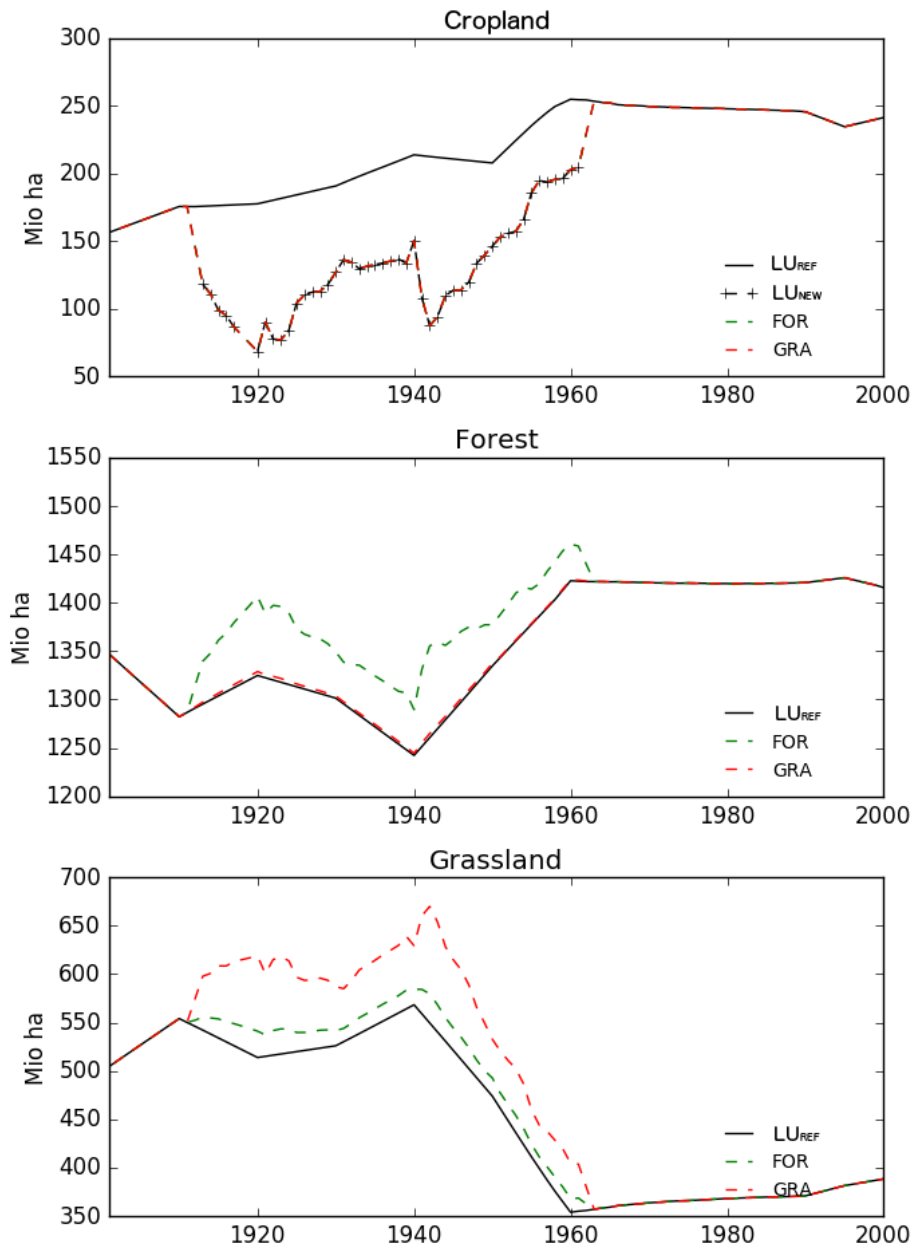 Cropland
300
250
200
150
100
50
Mio ha
LUREF
LUNEW
FOR
GRA
1920
1940
1960
1980
2000
Forest
1550
1500
1450
1400
1350
1300
1250
1200
Mio ha
LUREF
FOR
GRA
1920
1940
1960
1980
2000
Grassland
700
650
600
550
500
450
400
350
Mio ha
LUREF
FOR
GRA
1920
1940
1960
1980
2000